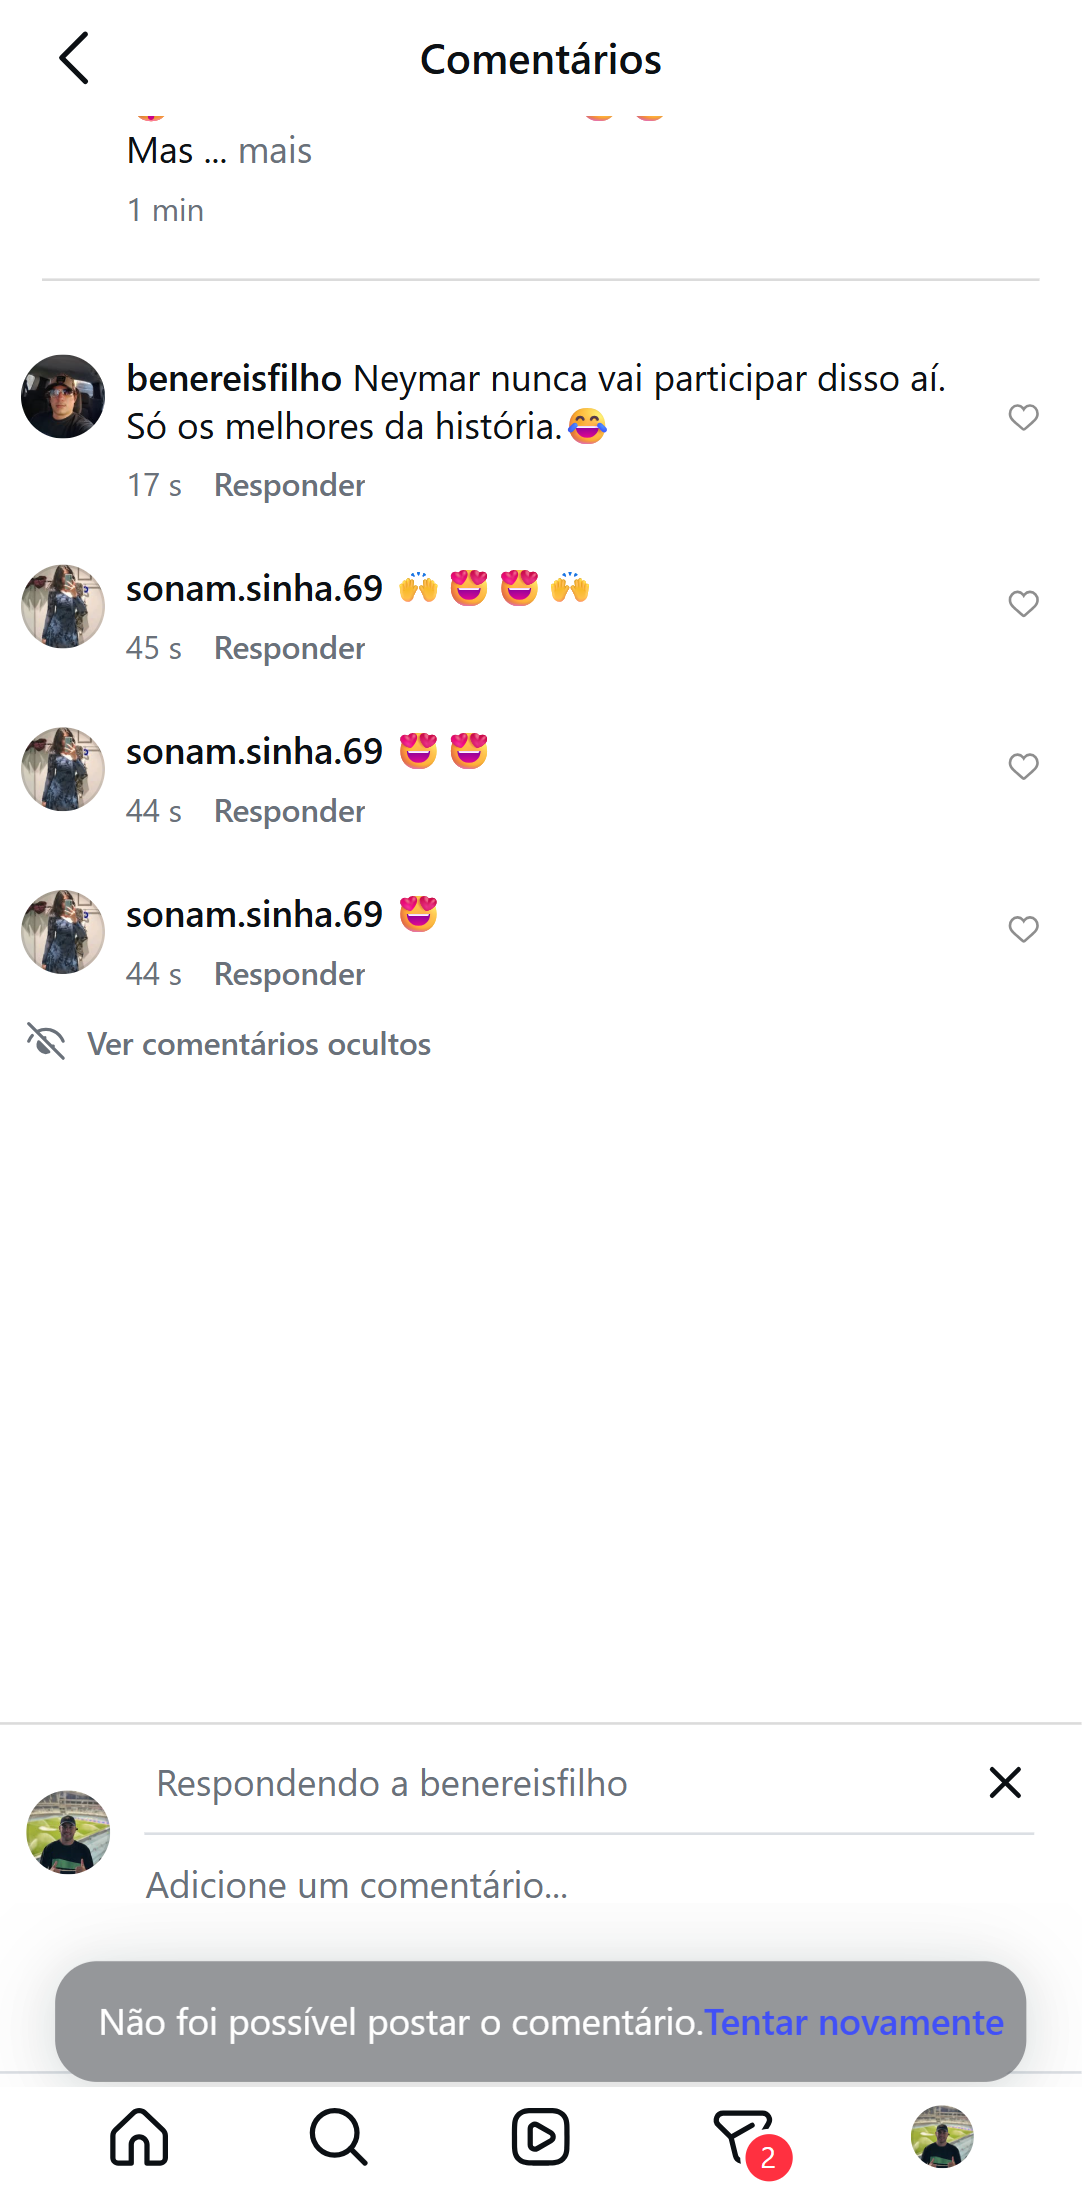 Comentários
Mas ... mais
1 min
benereisfilho Neymar nunca vai participar disso aí.
Só os melhores da história.😂
17 s Responder
sonam.sinha.69 🙌😍😍🙌
45 s Responder
sonam.sinha.69 😍😍
44 s Responder
sonam.sinha.69 😍
44 s Responder
Ver comentários ocultos
Respondendo a benereisfilho
Adicione um comentário...
Não foi possível postar o comentário.Tentar novamente
2